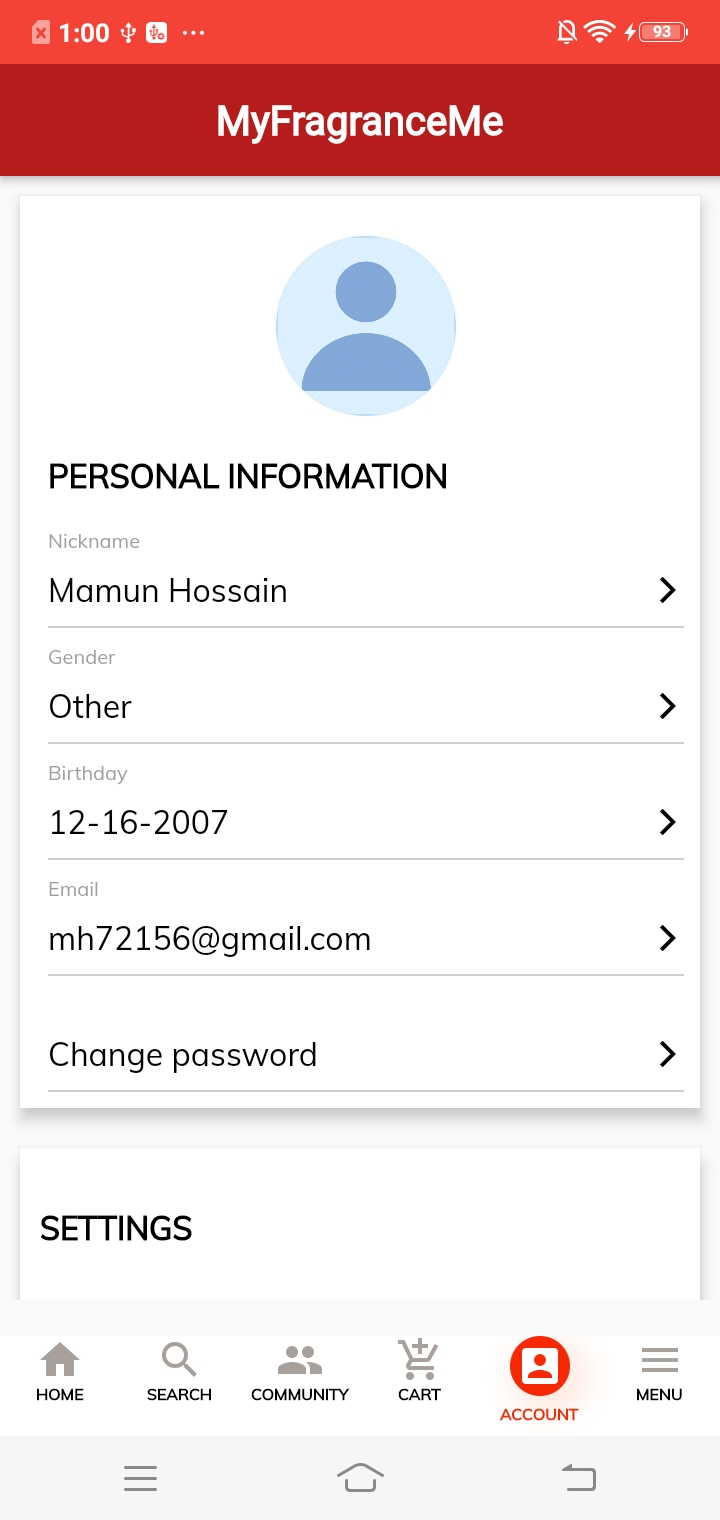 1:00
93
MyFragranceMe
PERSONAL INFORMATION
Nickname
Mamun Hossain
Gender
Other
Birthday
12-16-2007
Email
mh72156@gmail.com
Change password
SETTINGS
HOME SEARCH COMMUNITY CART ACCOUNT MENU